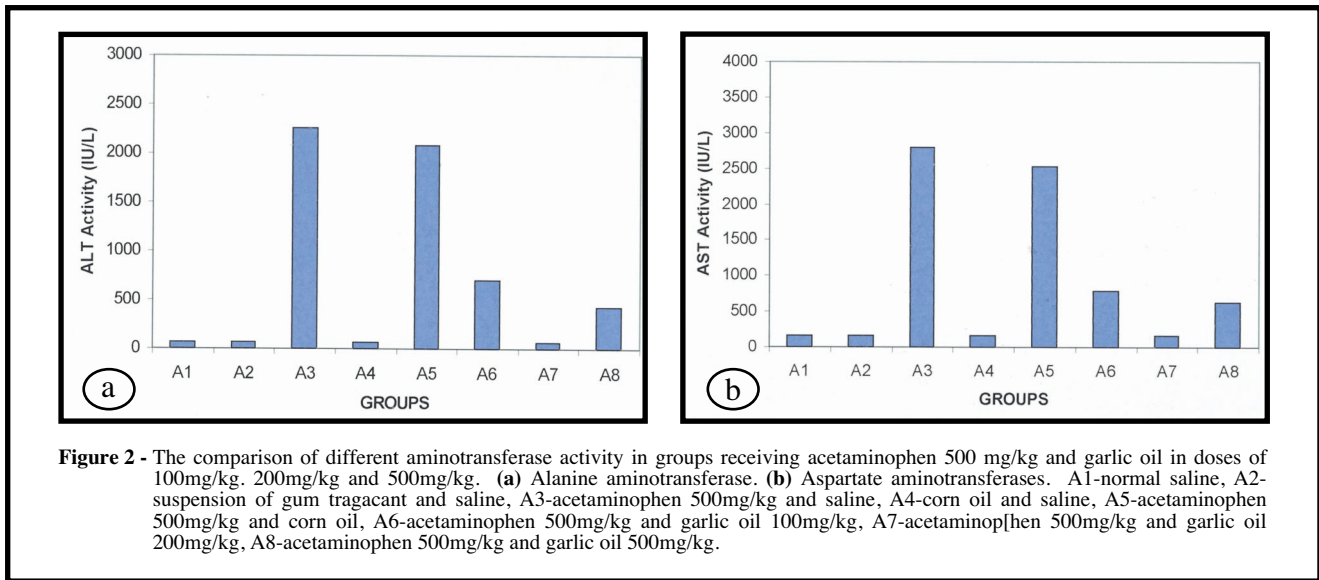 3000
2500
2000
1500
1000
500
0
ALT Activity (IU/L)
A1 A2 A3 A4 A5 A6 A7 A8
GROUPS
a
4000
3500
3000
2500
2000
1500
1000
500
0
AST Activity (IU/L)
A1 A2 A3 A4 A5 A6 A7 A8
GROUPS
b
Figure 2 - The comparison of different aminotransferase activity in groups receiving acetaminophen 500 mg/kg and garlic oil in doses of
100mg/kg. 200mg/kg and 500mg/kg. (a) Alanine aminotransferase. (b) Aspartate aminotransferases. A1-normal saline, A2-
suspension of gum tragacant and saline, A3-acetaminophen 500mg/kg and saline, A4-corn oil and saline, A5-acetaminophen
500mg/kg and corn oil, A6-acetaminophen 500mg/kg and garlic oil 100mg/kg, A7-acetaminop[hen 500mg/kg and garlic oil
200mg/kg, A8-acetaminophen 500mg/kg and garlic oil 500mg/kg.